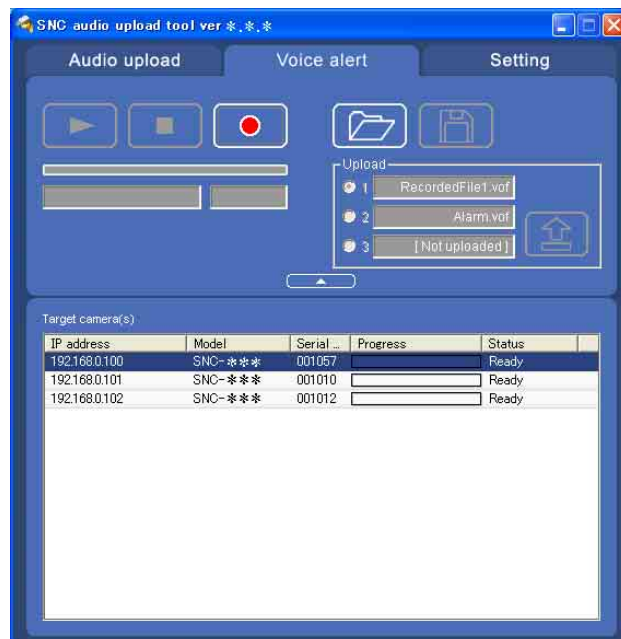 SNC audio upload tool ver *.*.*
Audio upload
Voice alert
Setting
Upload
1 RecordedFile1.vof
2 Alarm.vof
3 [ Not uploaded ]
Target camera(s)
IP address Model Serial ... Progress Status
192.168.0.100 SNC-*** 001057 Ready
192.168.0.101 SNC-*** 001010 Ready
192.168.0.102 SNC-*** 001012 Ready